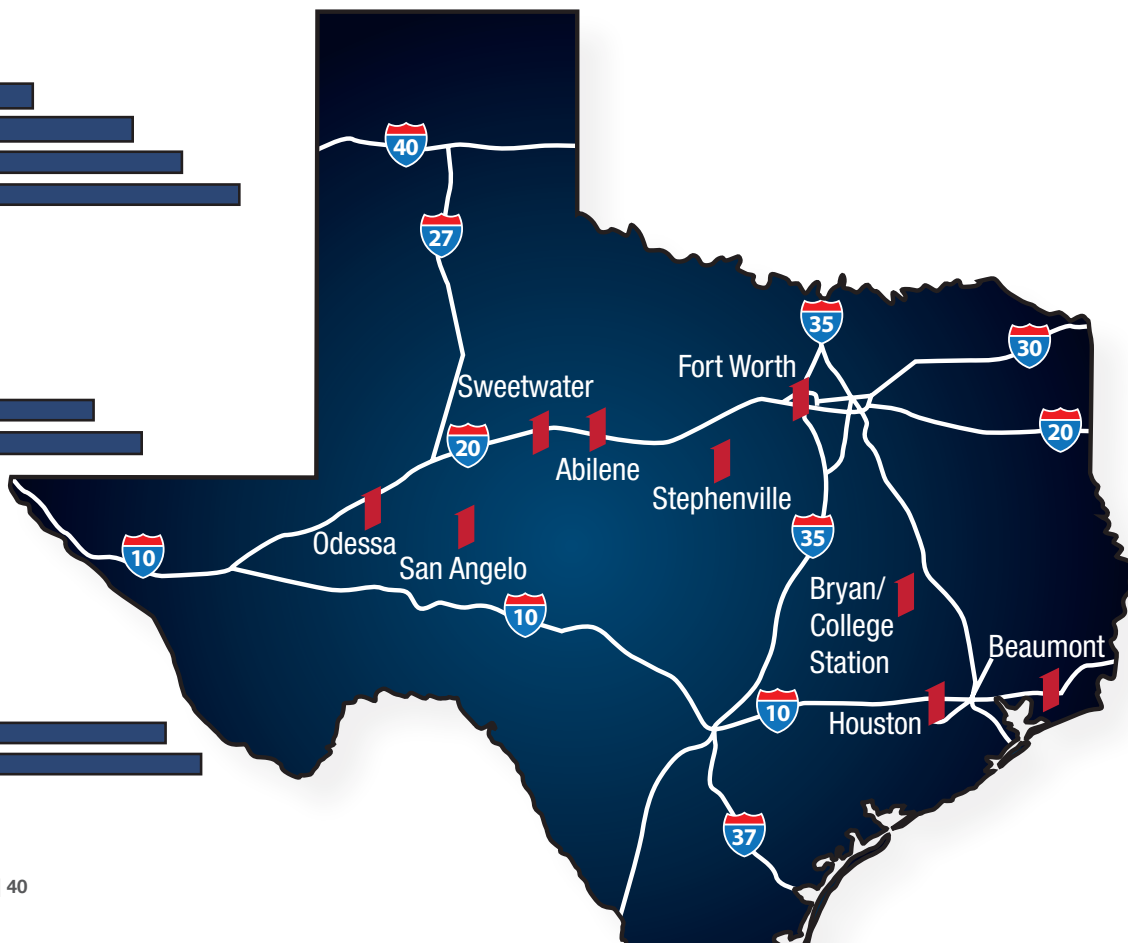 40
27
35
30
Fort Worth
Sweetwater
20
20
Abilene
Stephenville
Odessa
San Angelo
35
10
10
Bryan/
College
Station
Beaumont
10
Houston
37
40